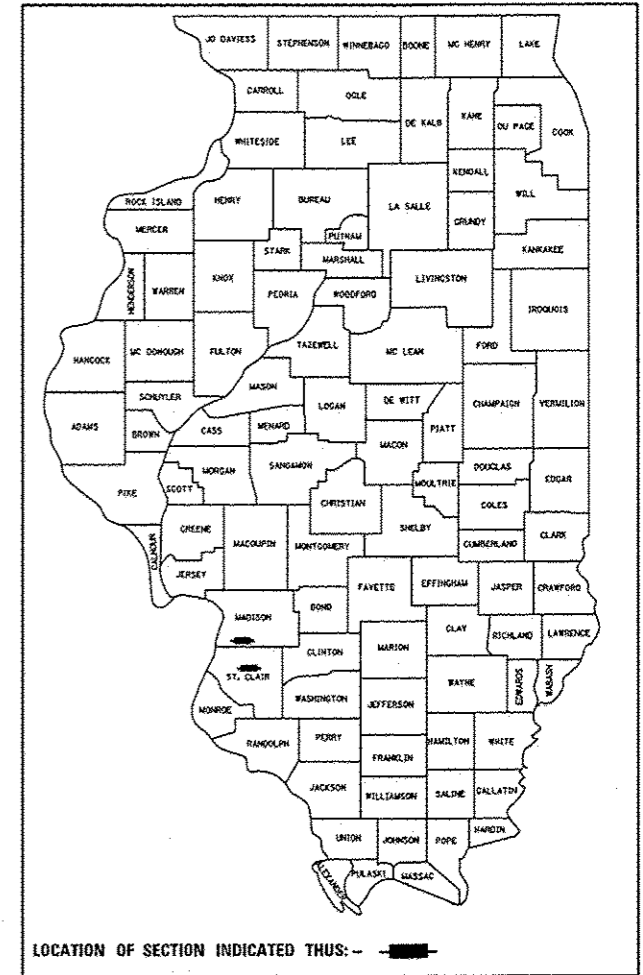 JO DAVIESS STEPHENSON WINNEBAGO BOONE MC HENRY LAKE
CARROLL OGLE DE KALB KANE DU PAGE COOK
WHITESIDE LEE KENDALL WILL
ROCK ISLAND HENRY BUREAU LA SALLE GRUNDY
MERCER PUTNAM KANKAKEE
STARK MARSHALL
HENDERSON WARREN KNOX PEORIA WOODFORD LIVINGSTON IROQUOIS
HANCOCK MC DONOUGH FULTON TAZEWELL MC LEAN FORD
MASON
SCHUYLER LOGAN DE WITT CHAMPAIGN VERMILION
ADAMS BROWN CASS MENARD MACON PIATT
MORGAN SANGAMON DOUGLAS EDGAR
PIKE SCOTT CHRISTIAN MOULTRIE COLES
GREENE MACOUPIN MONTGOMERY SHELBY CUMBERLAND CLARK
CALHOUN JERSEY FAYETTE EFFINGHAM JASPER CRAWFORD
MADISON BOND CLAY RICHLAND LAWRENCE
CLINTON MARION
ST. CLAIR WAYNE EDWARDS WABASH
MONROE WASHINGTON JEFFERSON
RANDOLPH PERRY HAMILTON WHITE
FRANKLIN
JACKSON WILLIAMSON SALINE GALLATIN
UNION JOHNSON POPE HARDIN
ALEXANDER PULASKI MASSAC
LOCATION OF SECTION INDICATED THUS: -